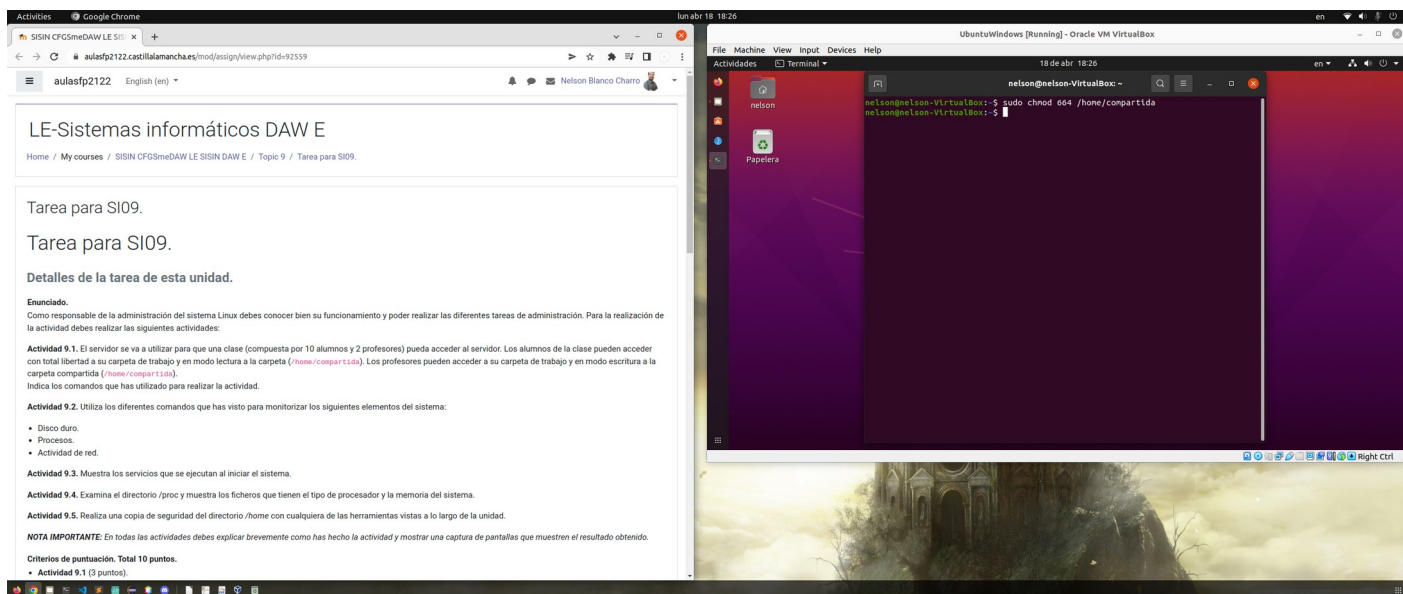 Activities
Google Chrome
lun abr 18 18:26
en
SISIN CFGSmeDAW LE SIS
aulasfp2122.castillalamancha.es/mod/assign/view.php?id=92559
aulasfp2122
English (en)
Nelson Blanco Charro
LE-Sistemas informáticos DAW E
Home / My courses / SISIN CFGSmeDAW LE SISIN DAW E / Topic 9 / Tarea para SI09.
Tarea para SI09.
Tarea para SI09.
Detalles de la tarea de esta unidad.
Enunciado.
Como responsable de la administración del sistema Linux debes conocer bien su funcionamiento y poder realizar las diferentes tareas de administración. Para la realización de
la actividad debes realizar las siguientes actividades:
Actividad 9.1. El servidor se va a utilizar para que una clase (compuesta por 10 alumnos y 2 profesores) pueda acceder al servidor. Los alumnos de la clase pueden acceder
con total libertad a su carpeta de trabajo y en modo lectura a la carpeta (/home/compartida). Los profesores pueden acceder a su carpeta de trabajo y en modo escritura a la
carpeta compartida (/home/compartida).
Indica los comandos que has utilizado para realizar la actividad.
Actividad 9.2. Utiliza los diferentes comandos que has visto para monitorizar los siguientes elementos del sistema:
• Disco duro.
• Procesos.
• Actividad de red.
Actividad 9.3. Muestra los servicios que se ejecutan al iniciar el sistema.
Actividad 9.4. Examina el directorio /proc y muestra los ficheros que tienen el tipo de procesador y la memoria del sistema.
Actividad 9.5. Realiza una copia de seguridad del directorio /home con cualquiera de las herramientas vistas a lo largo de la unidad.
NOTA IMPORTANTE: En todas las actividades debes explicar brevemente como has hecho la actividad y mostrar una captura de pantallas que muestren el resultado obtenido.
Criterios de puntuación. Total 10 puntos.
• Actividad 9.1 (3 puntos).
UbuntuWindows [Running] - Oracle VM VirtualBox
File Machine View Input Devices Help
Actividades
Terminal
18 de abr 18:26
en
nelson
Papelera
nelson@nelson-VirtualBox: ~
nelson@nelson-VirtualBox:~$ sudo chmod 664 /home/compartida
nelson@nelson-VirtualBox:~$
Right Ctrl